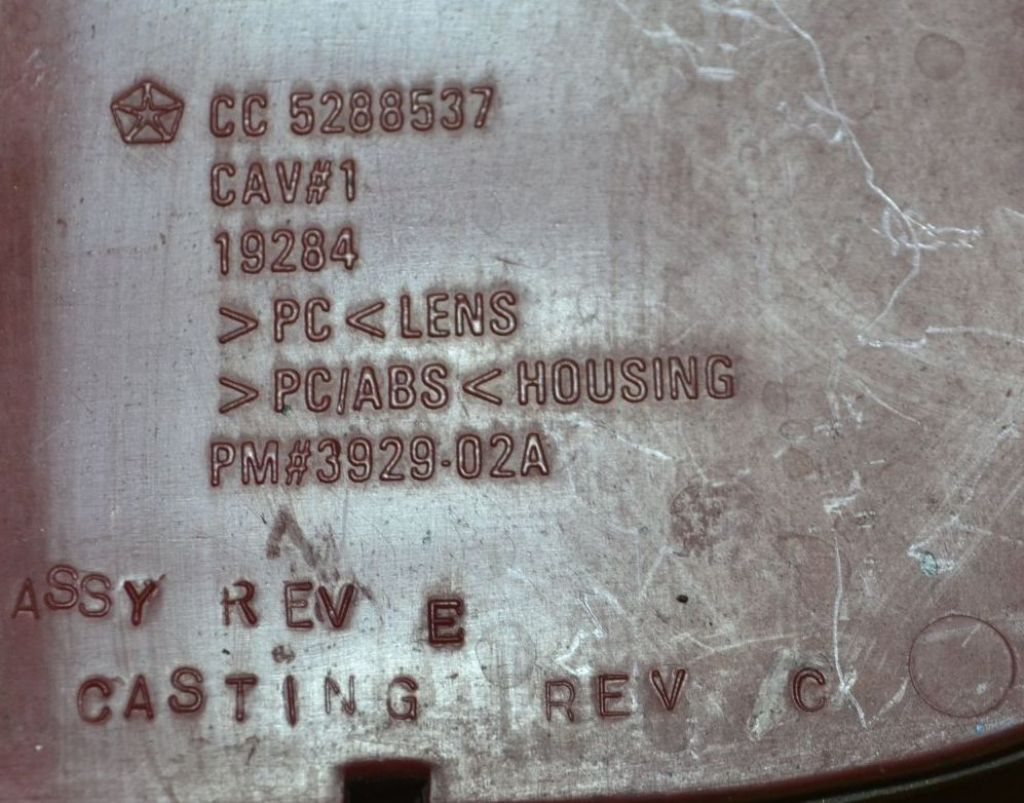 CC 5288537
CAV#1
19284
>PC<LENS
>PC/ABS<HOUSING
PM#3929-02A
ASSY REV E
CASTING REV C